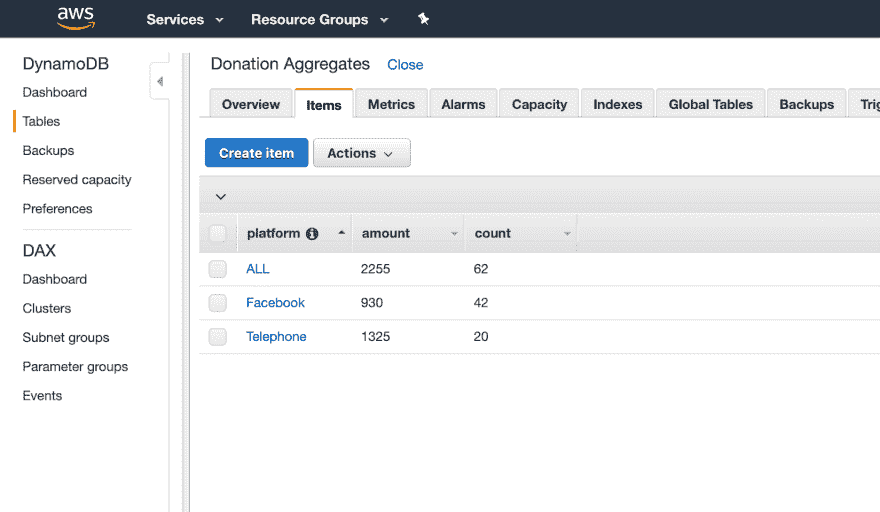 aws Services Resource Groups
DynamoDB
Dashboard
Tables
Backups
Reserved capacity
Preferences
DAX
Dashboard
Clusters
Subnet groups
Parameter groups
Events
Donation Aggregates Close
Overview Items Metrics Alarms Capacity Indexes Global Tables Backups
Create item Actions
platform amount count
ALL 2255 62
Facebook 930 42
Telephone 1325 20